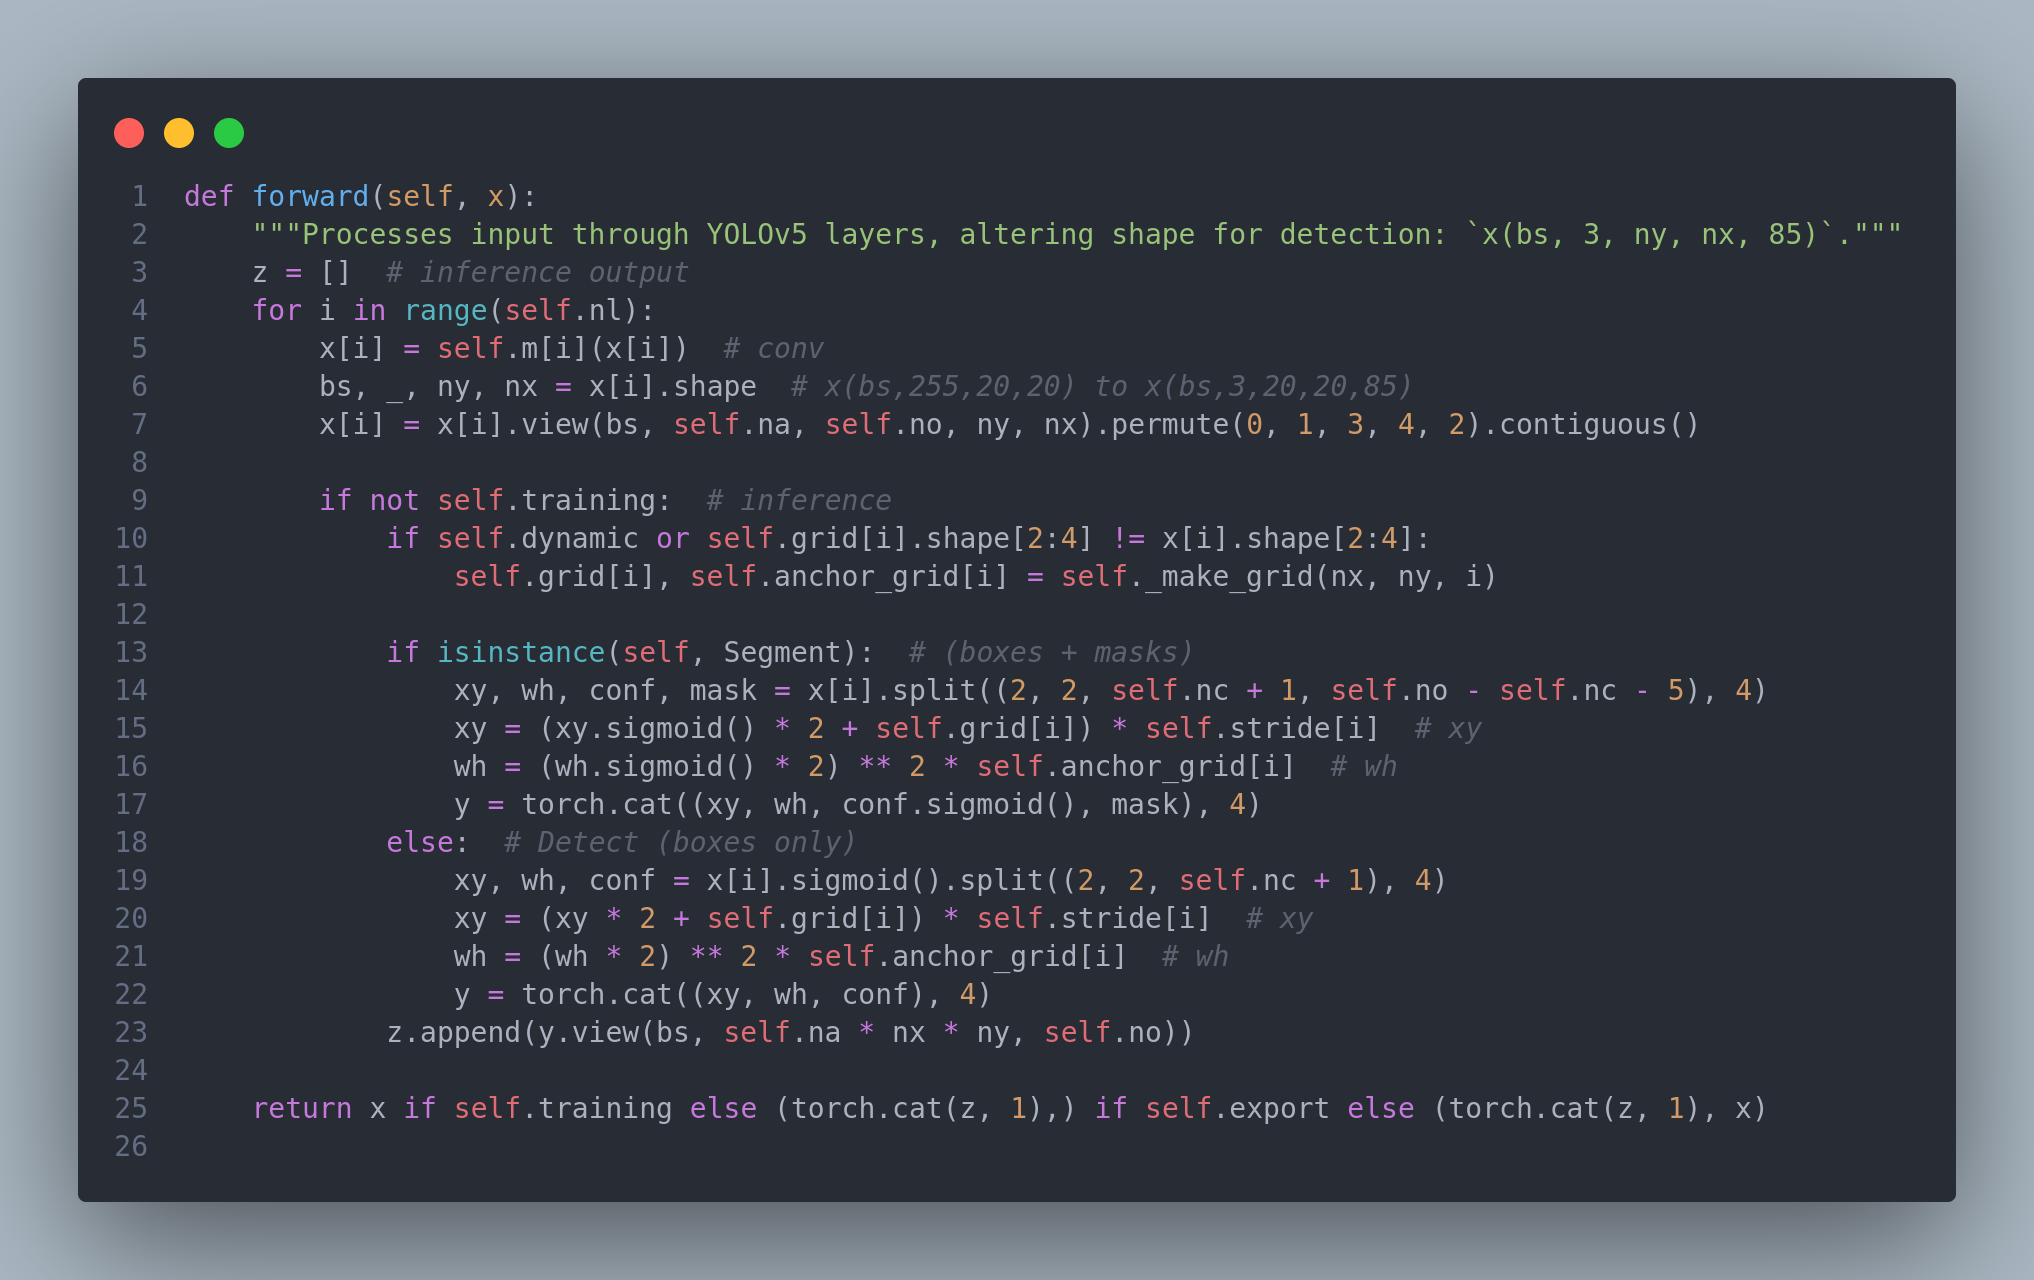 1 def forward(self, x):
2     """Processes input through YOLOv5 layers, altering shape for detection: `x(bs, 3, ny, nx, 85)`."""
3     z = []  # inference output
4     for i in range(self.nl):
5         x[i] = self.m[i](x[i])  # conv
6         bs, _, ny, nx = x[i].shape  # x(bs,255,20,20) to x(bs,3,20,20,85)
7         x[i] = x[i].view(bs, self.na, self.no, ny, nx).permute(0, 1, 3, 4, 2).contiguous()
8
9         if not self.training:  # inference
10             if self.dynamic or self.grid[i].shape[2:4] != x[i].shape[2:4]:
11                 self.grid[i], self.anchor_grid[i] = self._make_grid(nx, ny, i)
12
13             if isinstance(self, Segment):  # (boxes + masks)
14                 xy, wh, conf, mask = x[i].split((2, 2, self.nc + 1, self.no - self.nc - 5), 4)
15                 xy = (xy.sigmoid() * 2 + self.grid[i]) * self.stride[i]  # xy
16                 wh = (wh.sigmoid() * 2) ** 2 * self.anchor_grid[i]  # wh
17                 y = torch.cat((xy, wh, conf.sigmoid(), mask), 4)
18             else:  # Detect (boxes only)
19                 xy, wh, conf = x[i].sigmoid().split((2, 2, self.nc + 1), 4)
20                 xy = (xy * 2 + self.grid[i]) * self.stride[i]  # xy
21                 wh = (wh * 2) ** 2 * self.anchor_grid[i]  # wh
22                 y = torch.cat((xy, wh, conf), 4)
23             z.append(y.view(bs, self.na * nx * ny, self.no))
24
25     return x if self.training else (torch.cat(z, 1),) if self.export else (torch.cat(z, 1), x)
26